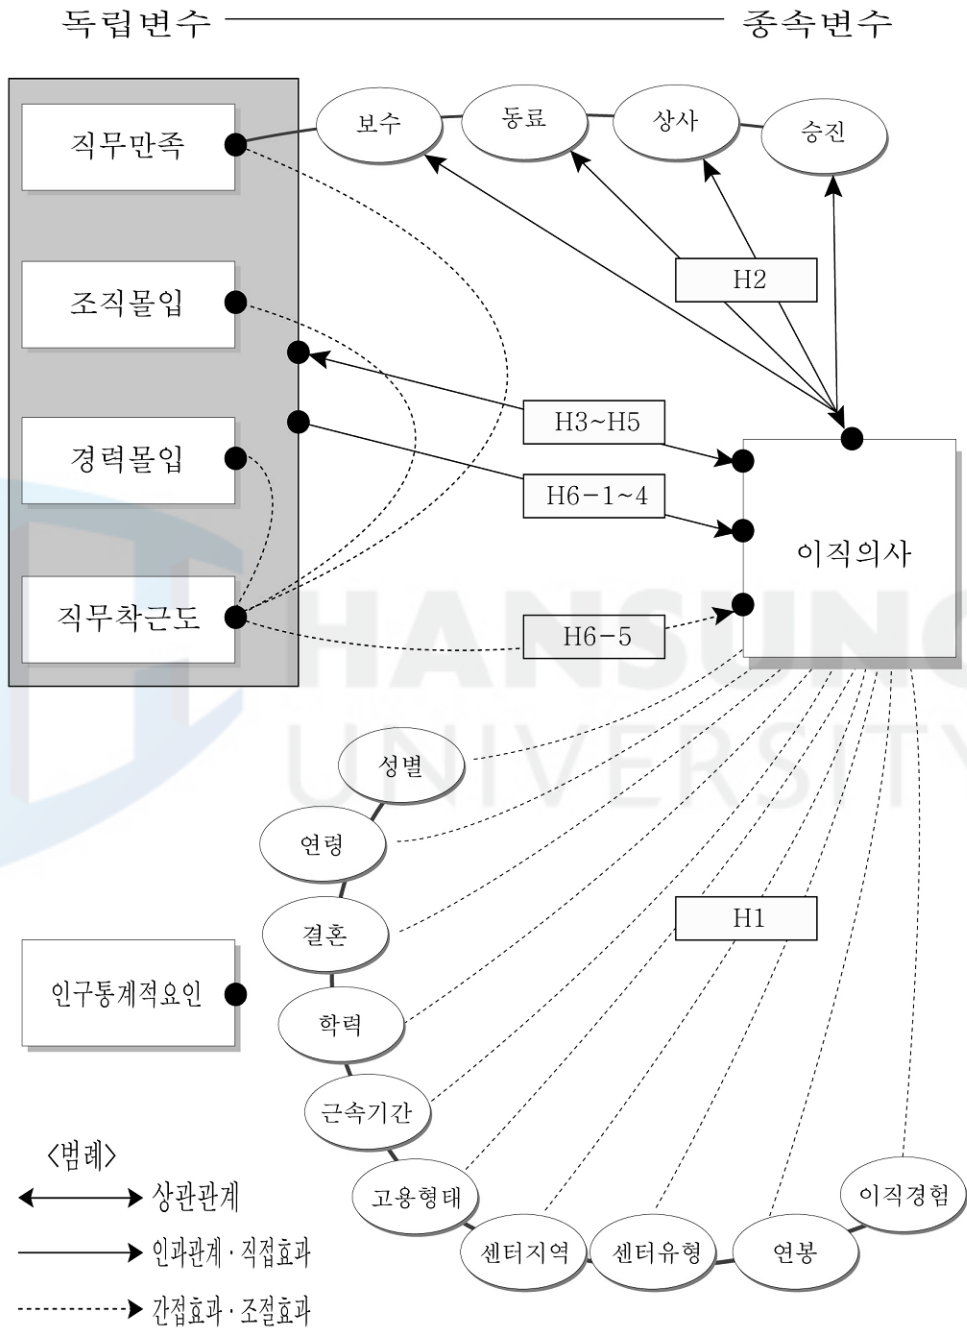 독립변수
종속변수
직무만족
보수
동료
상사
승진
H2
조직몰입
H3~H5
경력몰입
H6-1~4
이직의사
직무착근도
H6-5
HANSUNG
UNIVERSITY
성별
연령
결혼
H1
인구통계적요인
학력
근속기간
고용형태
이직경험
센터지역
센터유형
연봉
<범례>
상관관계
인과관계·직접효과
간접효과·조절효과